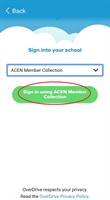 Back
Sign into your school
ACEN Member Collection
Sign in using ACEN Member
Collection
OverDrive respects your privacy.
Read the OverDrive Privacy Policy.